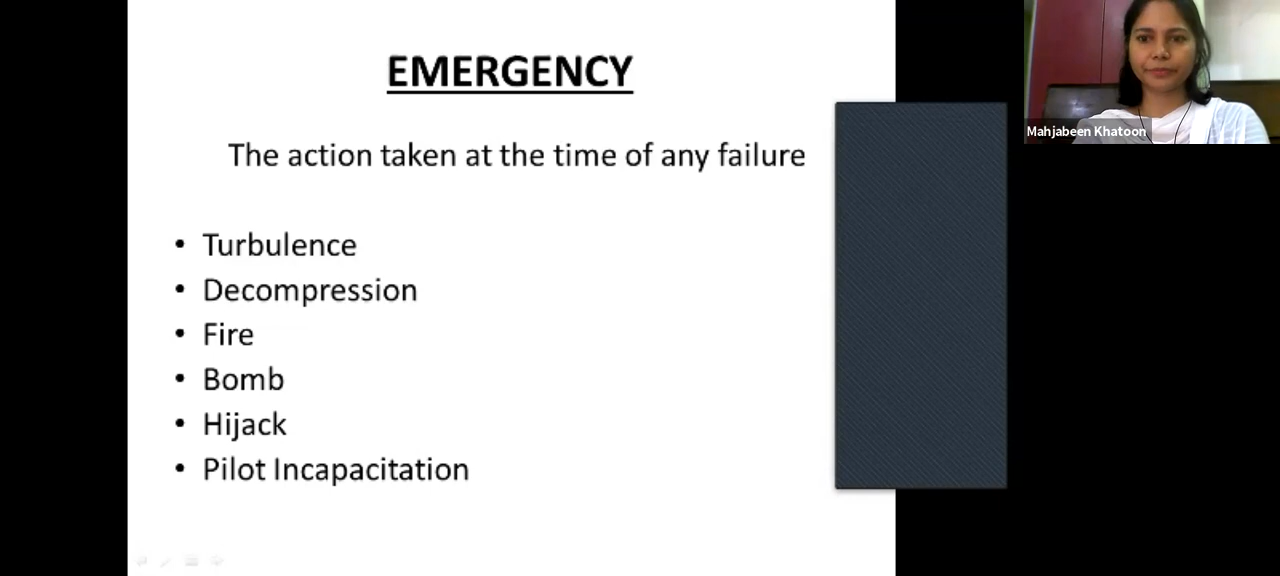 EMERGENCY
The action taken at the time of any failure
• Turbulence
• Decompression
• Fire
• Bomb
• Hijack
• Pilot Incapacitation
Mahjabeen Khatoon